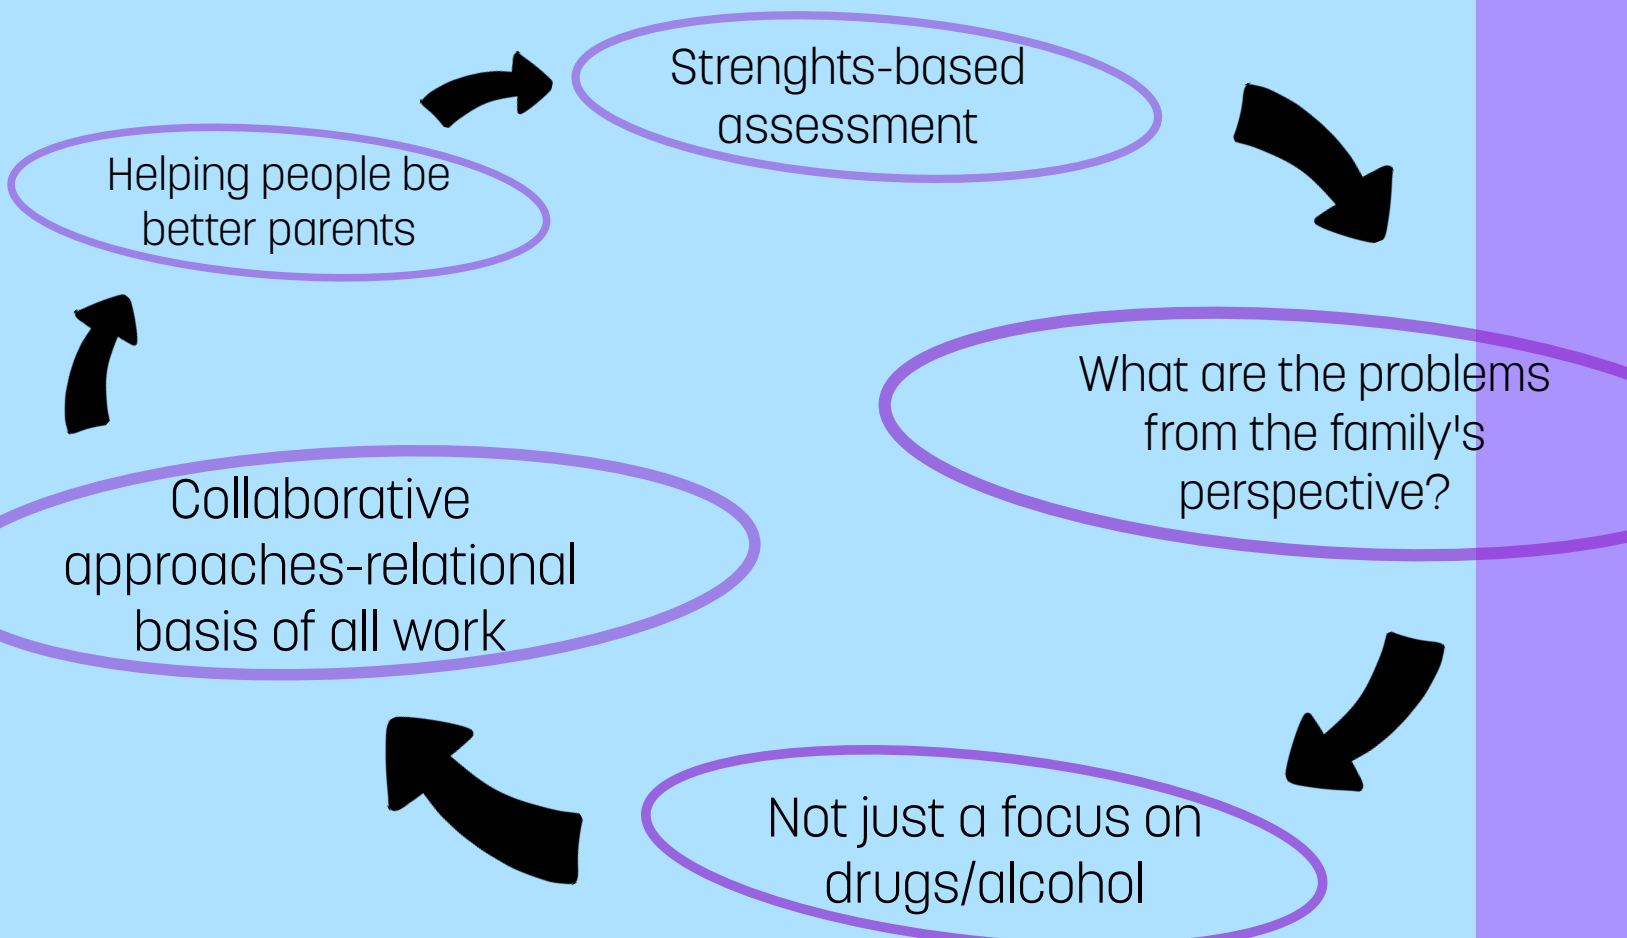 Strenghts-based
assessment
Helping people be
better parents
What are the problems
from the family's
perspective?
Collaborative
approaches-relational
basis of all work
Not just a focus on
drugs/alcohol